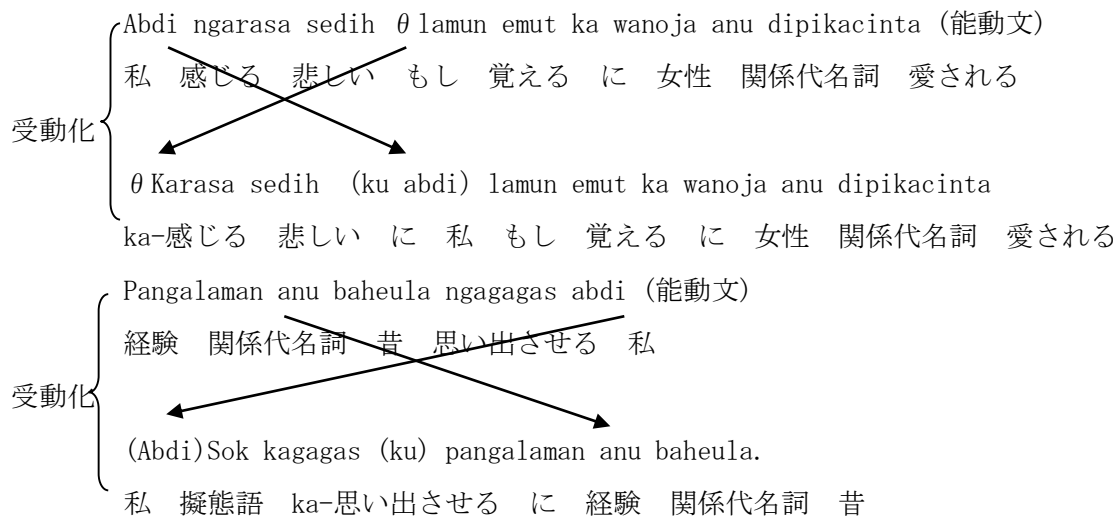 Abdi ngarasa sedih θ lamun emut ka wanoja anu dipikacinta (能動文)
私 感じる 悲しい もし 覚える に 女性 関係代名詞 愛される
受動化
θ Karasa sedih (ku abdi) lamun emut ka wanoja anu dipikacinta
ka-感じる 悲しい に 私 もし 覚える に 女性 関係代名詞 愛される
Pangalaman anu baheula ngagagas abdi (能動文)
経験 関係代名詞 昔 思い出させる 私
受動化
(Abdi)Sok kagagas (ku) pangalaman anu baheula.
私 擬態語 ka-思い出させる に 経験 関係代名詞 昔